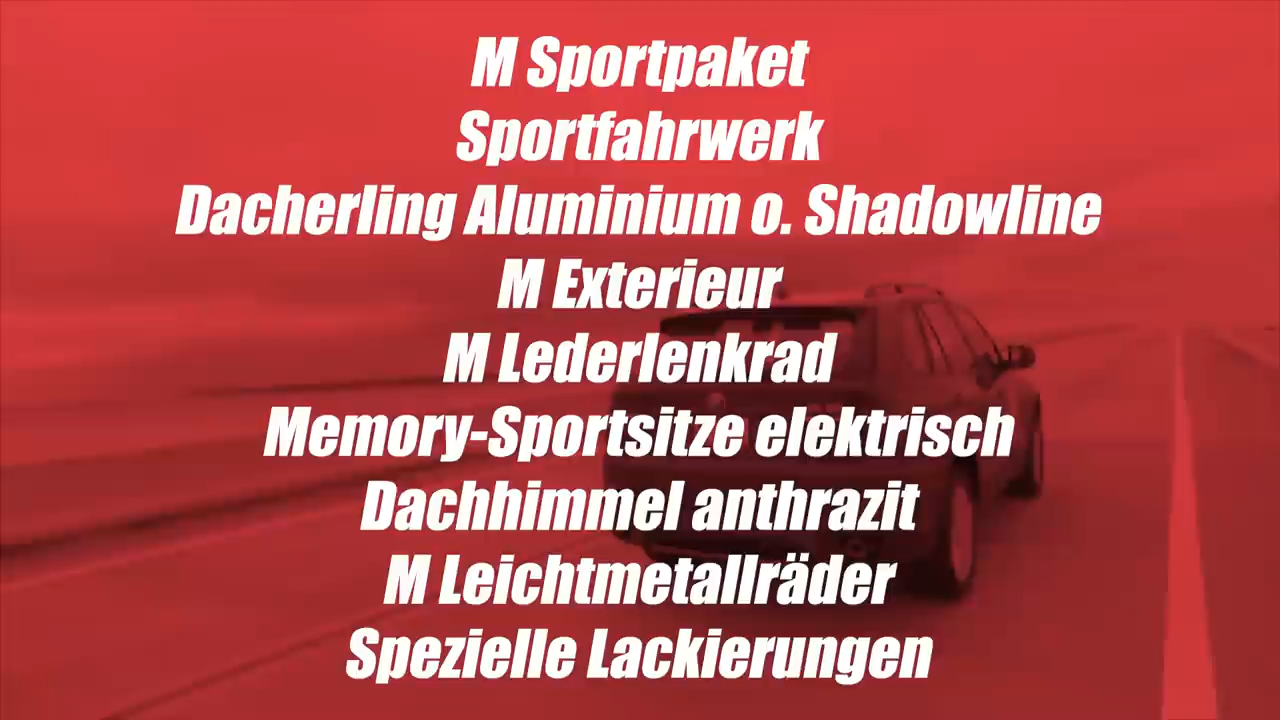 M Sportpaket
Sportfahrwerk
Dacherling Aluminium o. Shadowline
M Exterieur
M Lederlenkrad
Memory-Sportsitze elektrisch
Dachhimmel anthrazit
M Leichtmetallräder
Spezielle Lackierungen